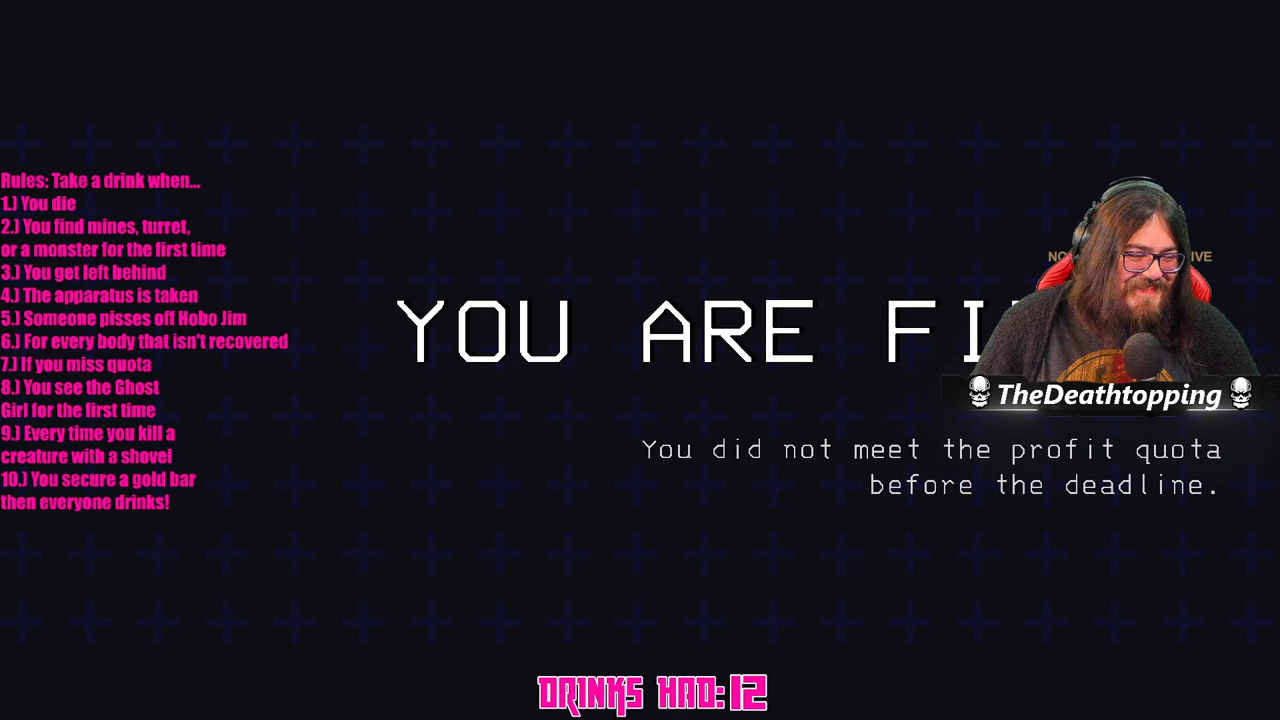 Rules: Take a drink when...
1.) You die
2.) You find mines, turret,
or a monster for the first time
3.) You get left behind
4.) The apparatus is taken
5.) Someone pisses off Hobo Jim
6.) For every body that isn't recovered
7.) If you miss quota
8.) You see the Ghost
Girl for the first time
9.) Every time you kill a
creature with a shovel
10.) You secure a gold bar
then everyone drinks!
YOU ARE FI
TheDeathtopping
You did not meet the profit quota
before the deadline.
DRINKS HAD: 12